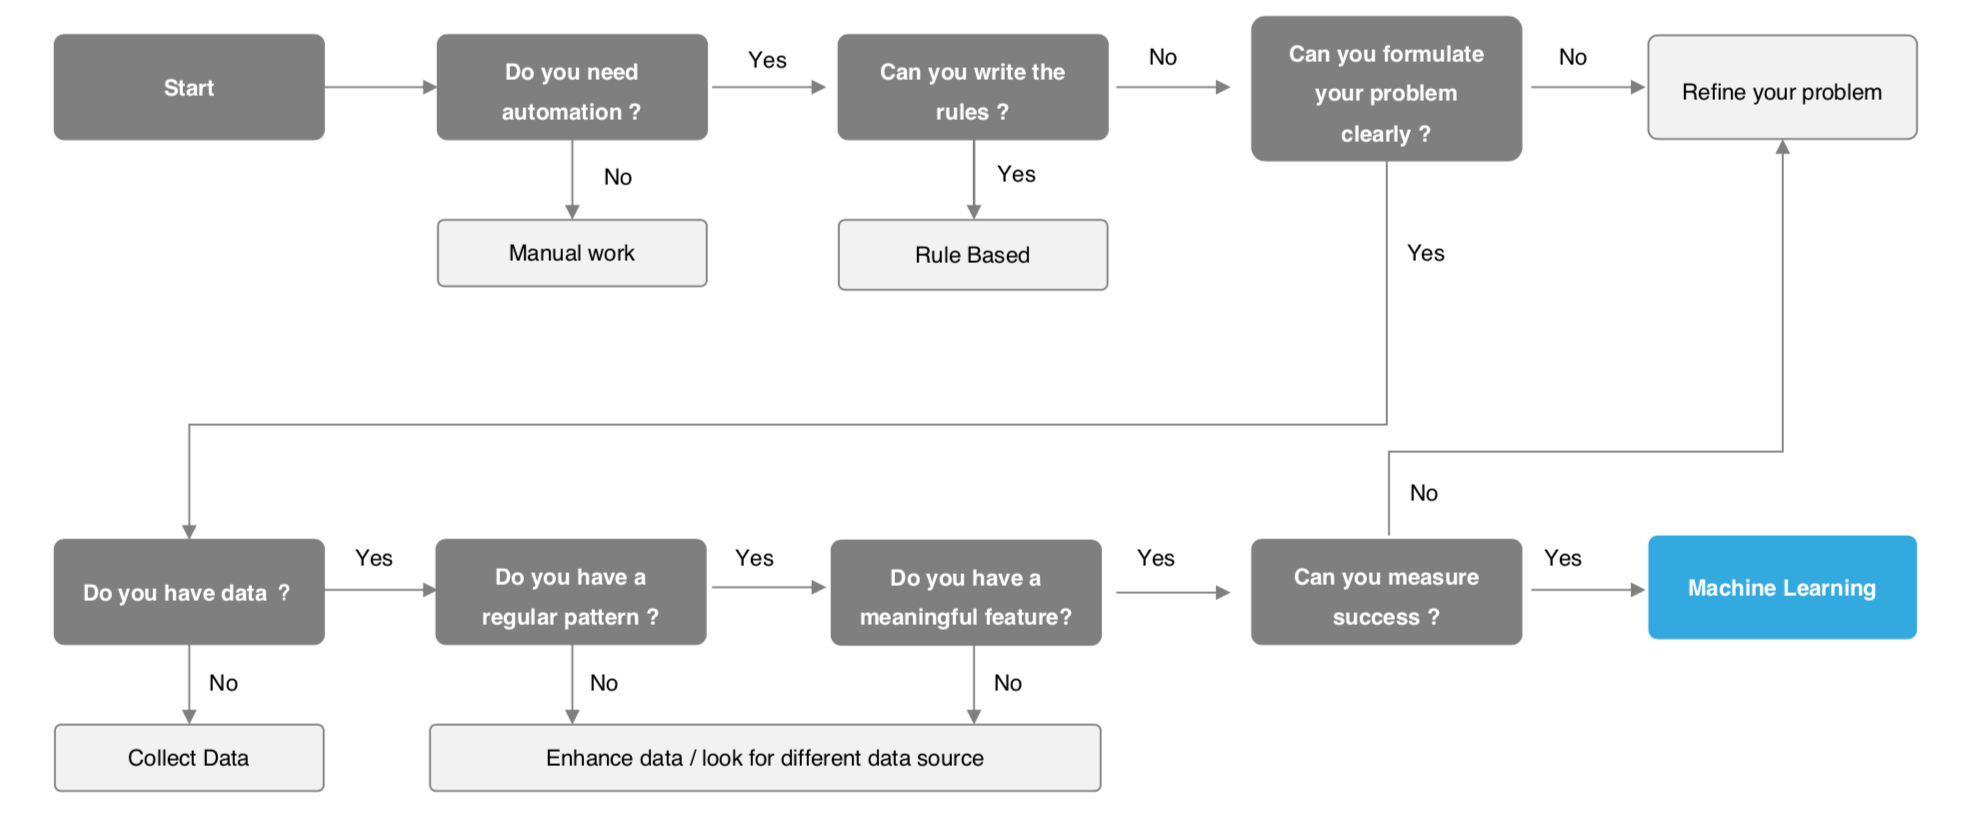 Start
Do you need
automation ?
Yes
Can you write the
rules ?
No
Can you formulate
your problem
clearly ?
No
Refine your problem
No
Manual work
Yes
Rule Based
Yes
No
Do you have data ?
Yes
Do you have a
regular pattern ?
Yes
Do you have a
meaningful feature?
Yes
Can you measure
success ?
Yes
Machine Learning
No
Collect Data
No
No
Enhance data / look for different data source